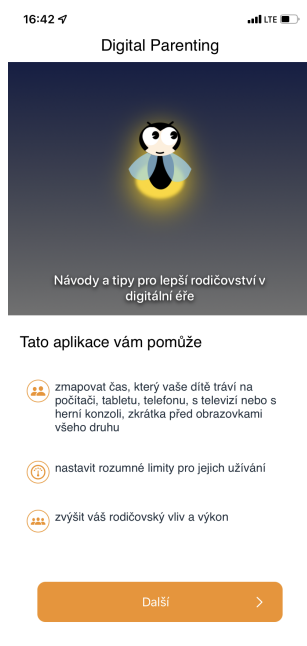 16:42
LTE
Digital Parenting
Návody a tipy pro lepší rodičovství v
digitální éře
Tato aplikace vám pomůže
zmapovat čas, který vaše dítě tráví na
počítači, tabletu, telefonu, s televizí nebo s
herní konzoli, zkrátka před obrazovkami
všeho druhu
nastavit rozumné limity pro jejich užívání
zvýšit váš rodičovský vliv a výkon
Další